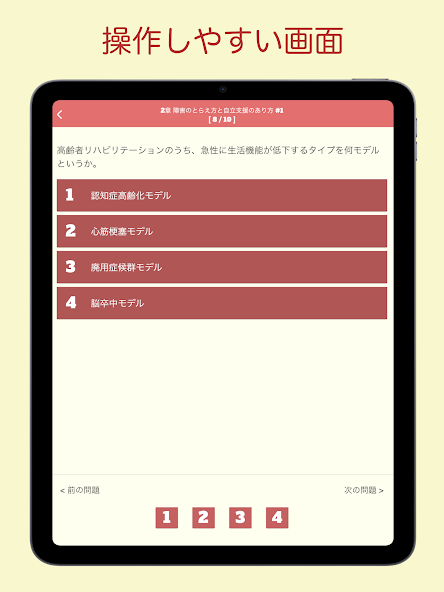 操作しやすい画面
2章 障害のとらえ方と自立支援のあり方 #1
[ 8 / 10 ]
高齢者リハビリテーションのうち、急性に生活機能が低下するタイプを何モデル
というか。
1 認知症高齢化モデル
2 心筋梗塞モデル
3 廃用症候群モデル
4 脳卒中モデル
< 前の問題 次の問題 >
1 2 3 4